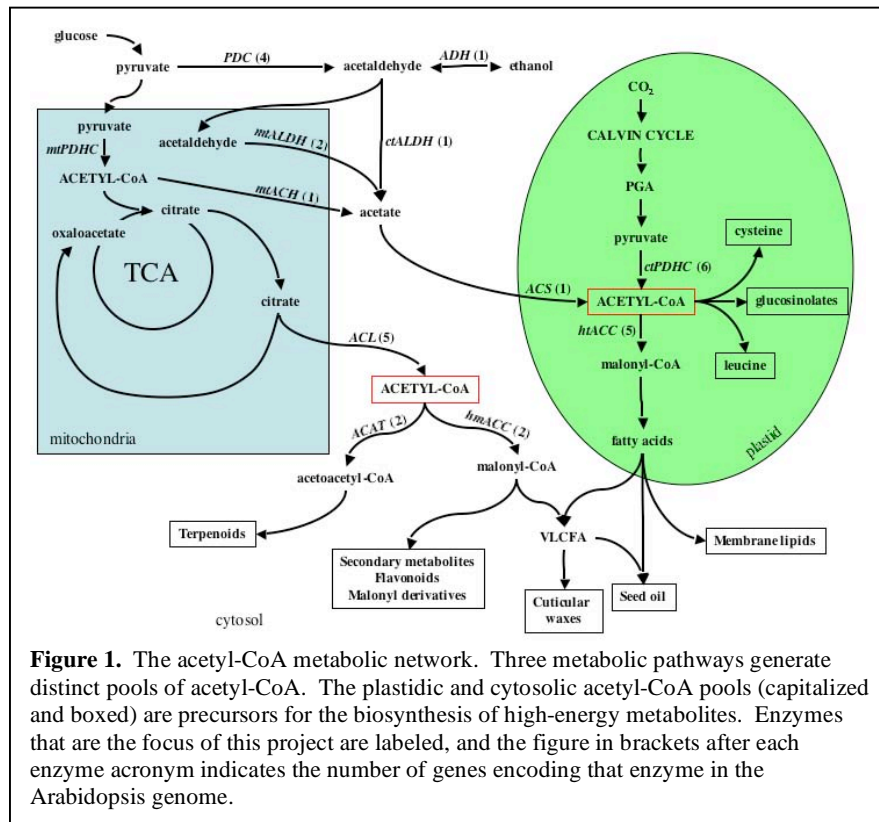 glucose
pyruvate
PDC (4)
acetaldehyde
ADH (1)
ethanol
pyruvate
mtPDHC
acetaldehyde
mtALDH (2)
ctALDH (1)
ACETYL-CoA
mtACH (1)
acetate
oxaloacetate
citrate
TCA
citrate
ACS (1)
ACL (5)
mitochondria
CO2
CALVIN CYCLE
PGA
pyruvate
ctPDHC (6)
ACETYL-CoA
cysteine
glucosinolates
leucine
htACC (5)
malonyl-CoA
fatty acids
plastid
ACETYL-CoA
ACAT (2)
hmACC (2)
acetoacetyl-CoA
malonyl-CoA
Terpenoids
Secondary metabolites
Flavonoids
Malonyl derivatives
VLCFA
Membrane lipids
Cuticular
waxes
Seed oil
cytosol
Figure 1. The acetyl-CoA metabolic network. Three metabolic pathways generate
distinct pools of acetyl-CoA. The plastidic and cytosolic acetyl-CoA pools (capitalized
and boxed) are precursors for the biosynthesis of high-energy metabolites. Enzymes
that are the focus of this project are labeled, and the figure in brackets after each
enzyme acronym indicates the number of genes encoding that enzyme in the
Arabidopsis genome.